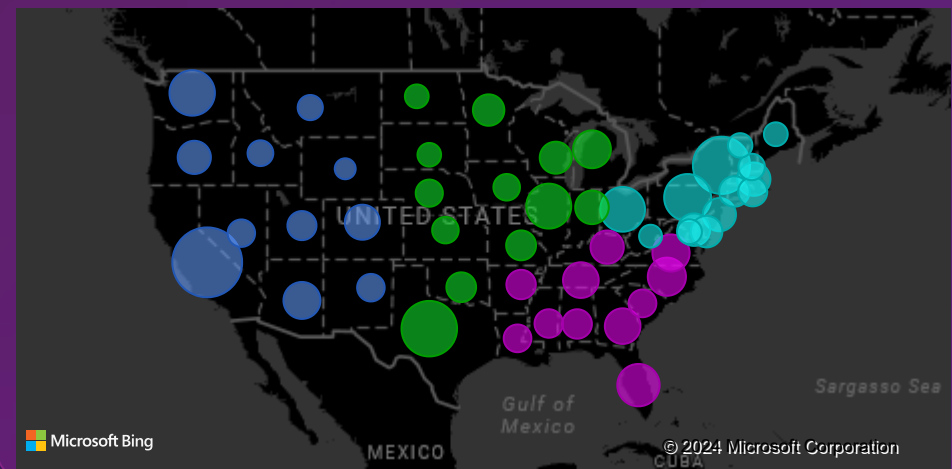 UNITED STATES
Sargasso Sea
Gulf of
Mexico
Microsoft Bing
MEXICO
© 2024 Microsoft Corporation
CUBA